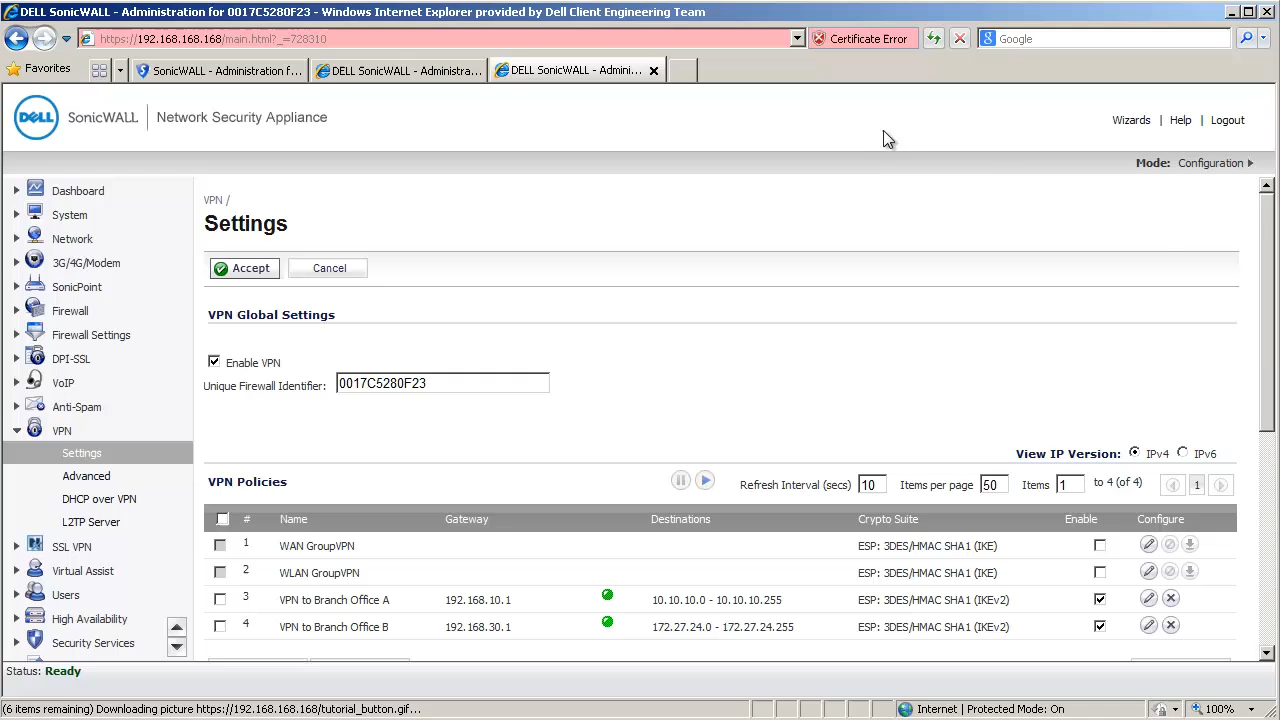 DELL SonicWALL - Administration for 0017C5280F23 - Windows Internet Explorer provided by Dell Client Engineering Team
https://192.168.168.168/main.html?_=728310 Certificate Error Google
Favorites SonicWALL - Administration f... DELL SonicWALL - Administra... DELL SonicWALL - Admini...
DELL SonicWALL Network Security Appliance
Wizards | Help | Logout
Mode: Configuration
Dashboard
System
Network
3G/4G/Modem
SonicPoint
Firewall
Firewall Settings
DPI-SSL
VoIP
Anti-Spam
VPN
Settings
Advanced
DHCP over VPN
L2TP Server
SSL VPN
Virtual Assist
Users
High Availability
Security Services
VPN /
Settings
Accept Cancel
VPN Global Settings
Enable VPN
Unique Firewall Identifier: 0017C5280F23
View IP Version: IPv4 IPv6
VPN Policies Refresh Interval (secs) 10 Items per page 50 Items 1 to 4 (of 4) 1
# Name Gateway Destinations Crypto Suite Enable Configure
1 WAN GroupVPN ESP: 3DES/HMAC SHA1 (IKE)
2 WLAN GroupVPN ESP: 3DES/HMAC SHA1 (IKE)
3 VPN to Branch Office A 192.168.10.1 10.10.10.0 - 10.10.10.255 ESP: 3DES/HMAC SHA1 (IKEv2)
4 VPN to Branch Office B 192.168.30.1 172.27.24.0 - 172.27.24.255 ESP: 3DES/HMAC SHA1 (IKEv2)
Status: Ready
(6 items remaining) Downloading picture https://192.168.168.168/tutorial_button.gif... Internet | Protected Mode: On 100%